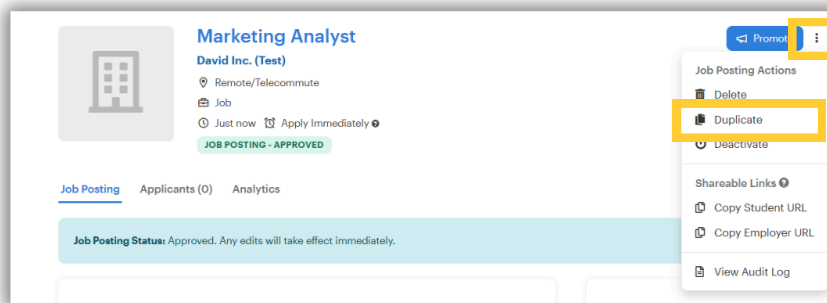 Marketing Analyst
David Inc. (Test)
Remote/Telecommute
Job
Just now Apply Immediately
JOB POSTING - APPROVED
Promot
Job Posting Actions
Delete
Duplicate
Deactivate
Shareable Links
Copy Student URL
Copy Employer URL
View Audit Log
Job Posting Applicants (0) Analytics
Job Posting Status: Approved. Any edits will take effect immediately.